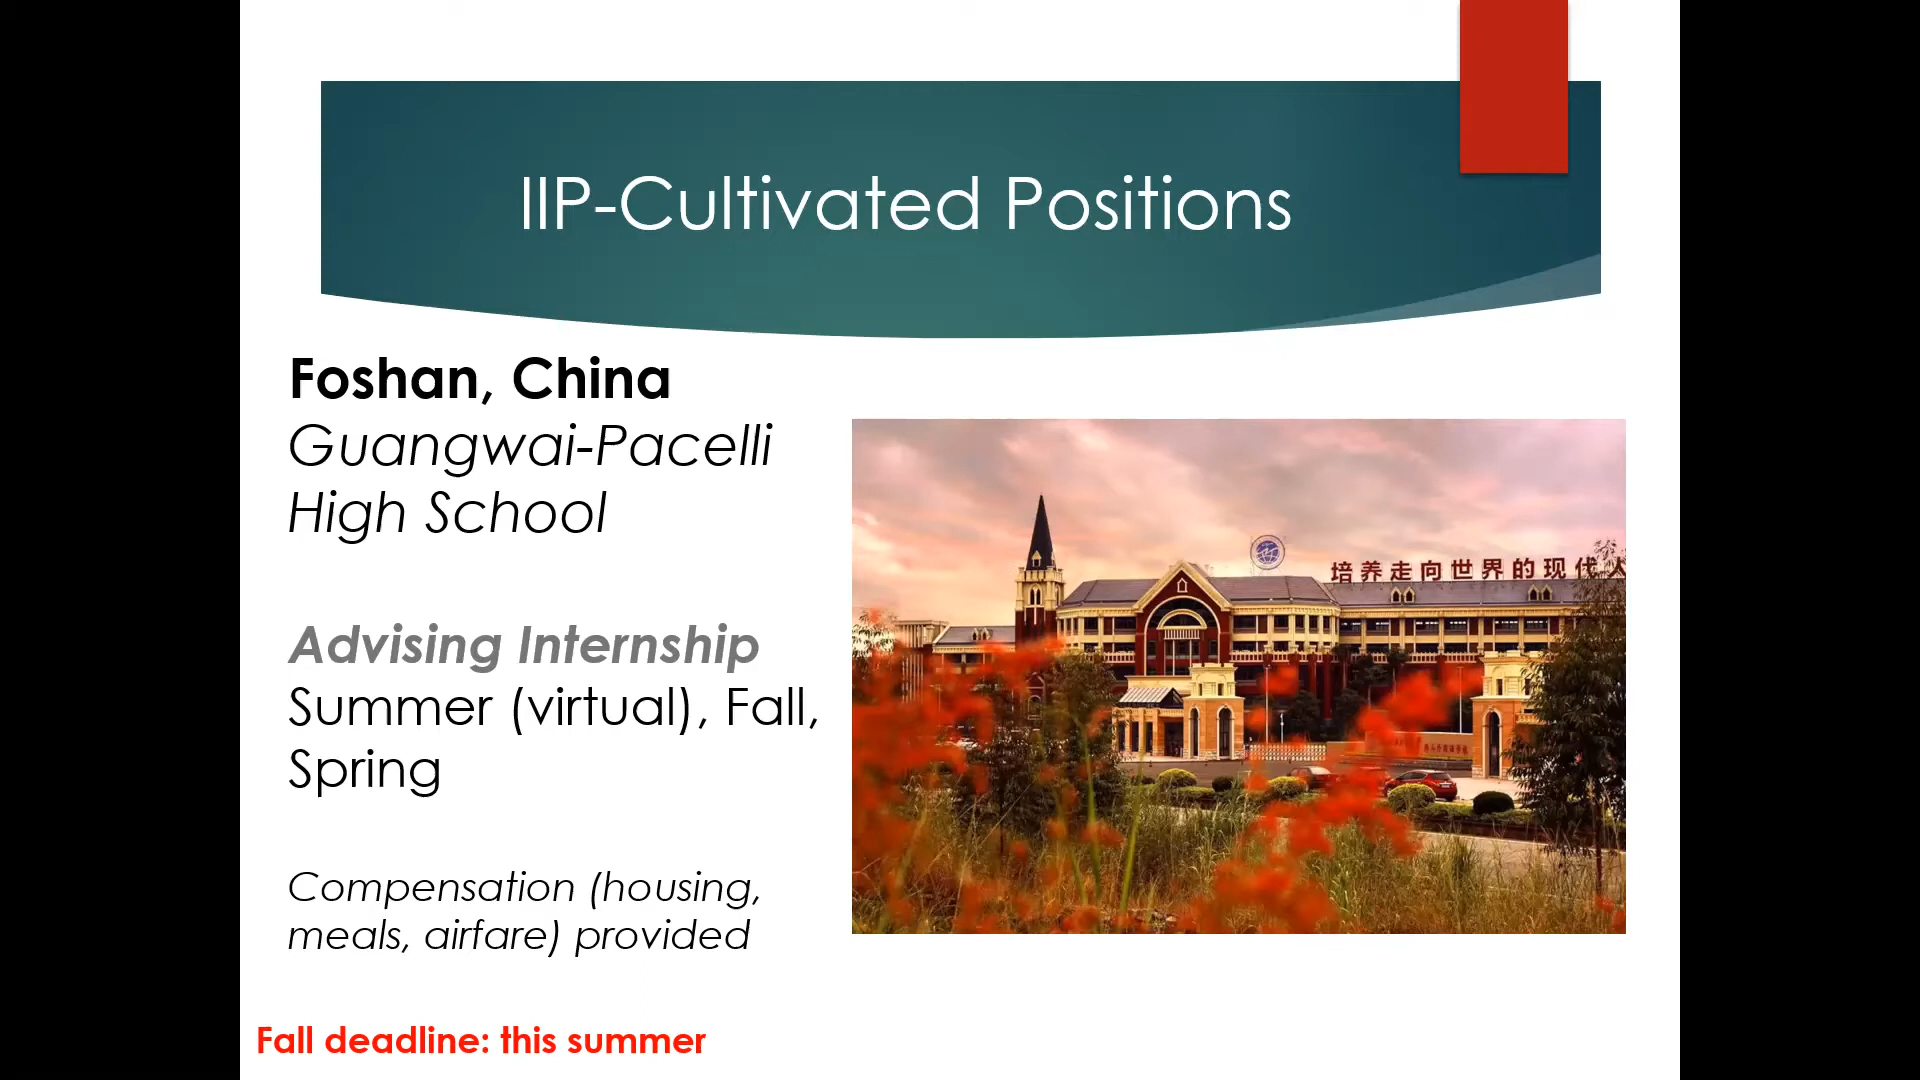 IIP-Cultivated Positions
Foshan, China
Guangwai-Pacelli
High School
Advising Internship
Summer (virtual), Fall,
Spring
Compensation (housing,
meals, airfare) provided
Fall deadline: this summer
培养走向世界的现代人